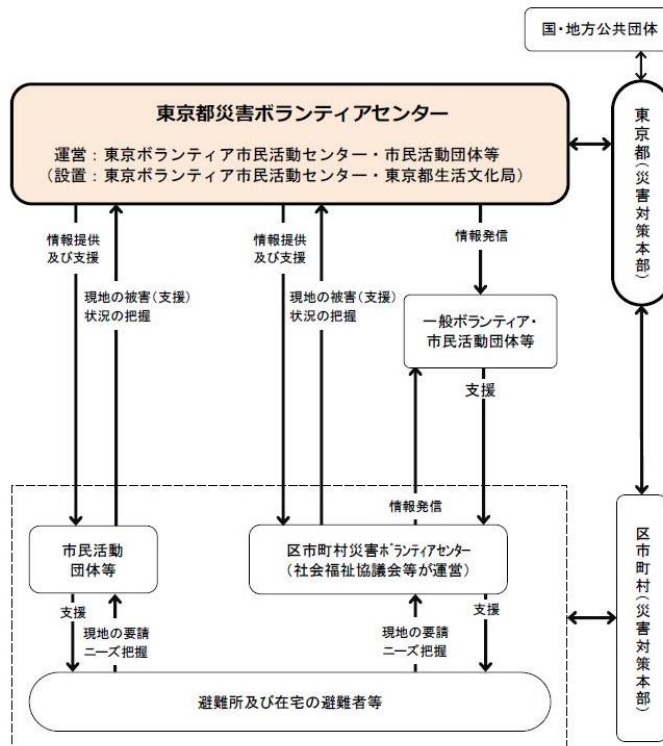 国・地方公共団体
東京都災害ボランティアセンター
運営：東京ボランティア市民活動センター・市民活動団体等
（設置：東京ボランティア市民活動センター・東京都生活文化局）
東京都（災害対策本部）
情報提供
及び支援
現地の被害（支援）
状況の把握
情報提供
及び支援
現地の被害（支援）
状況の把握
情報発信
一般ボランティア・
市民活動団体等
支援
情報発信
市民活動
団体等
区市町村災害ボランティアセンター
（社会福祉協議会等が運営）
区市町村（災害対策本部）
支援
現地の要請
ニーズ把握
現地の要請
ニーズ把握
支援
避難所及び在宅の避難者等